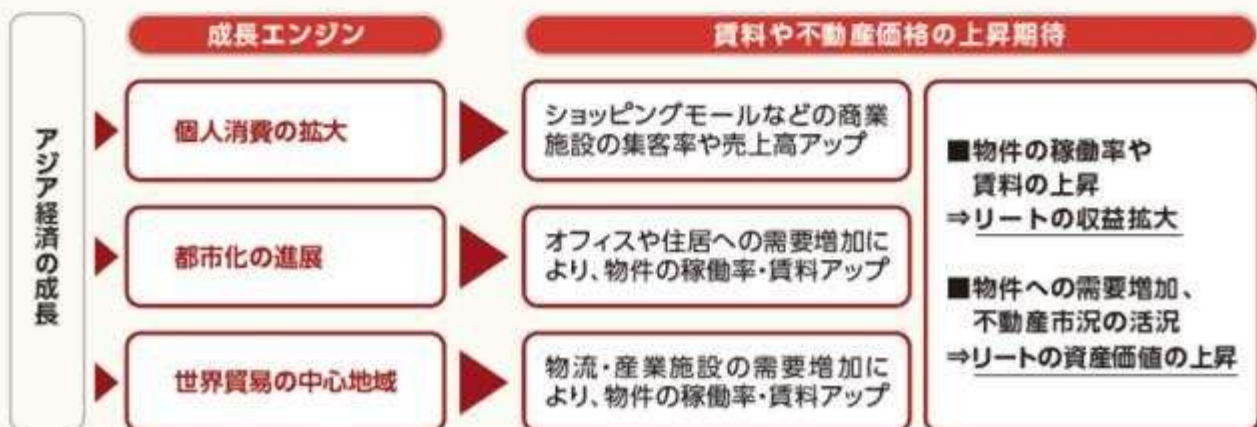 アジア経済の成長
成長エンジン
賃料や不動産価格の上昇期待
個人消費の拡大
ショッピングモールなどの商業
施設の集客率や売上高アップ
都市化の進展
オフィスや住居への需要増加に
より、物件の稼働率・賃料アップ
世界貿易の中心地域
物流・産業施設の需要増加に
より、物件の稼働率・賃料アップ
■物件の稼働率や
賃料の上昇
⇒リートの収益拡大
■物件への需要増加、
不動産市況の活況
⇒リートの資産価値の上昇